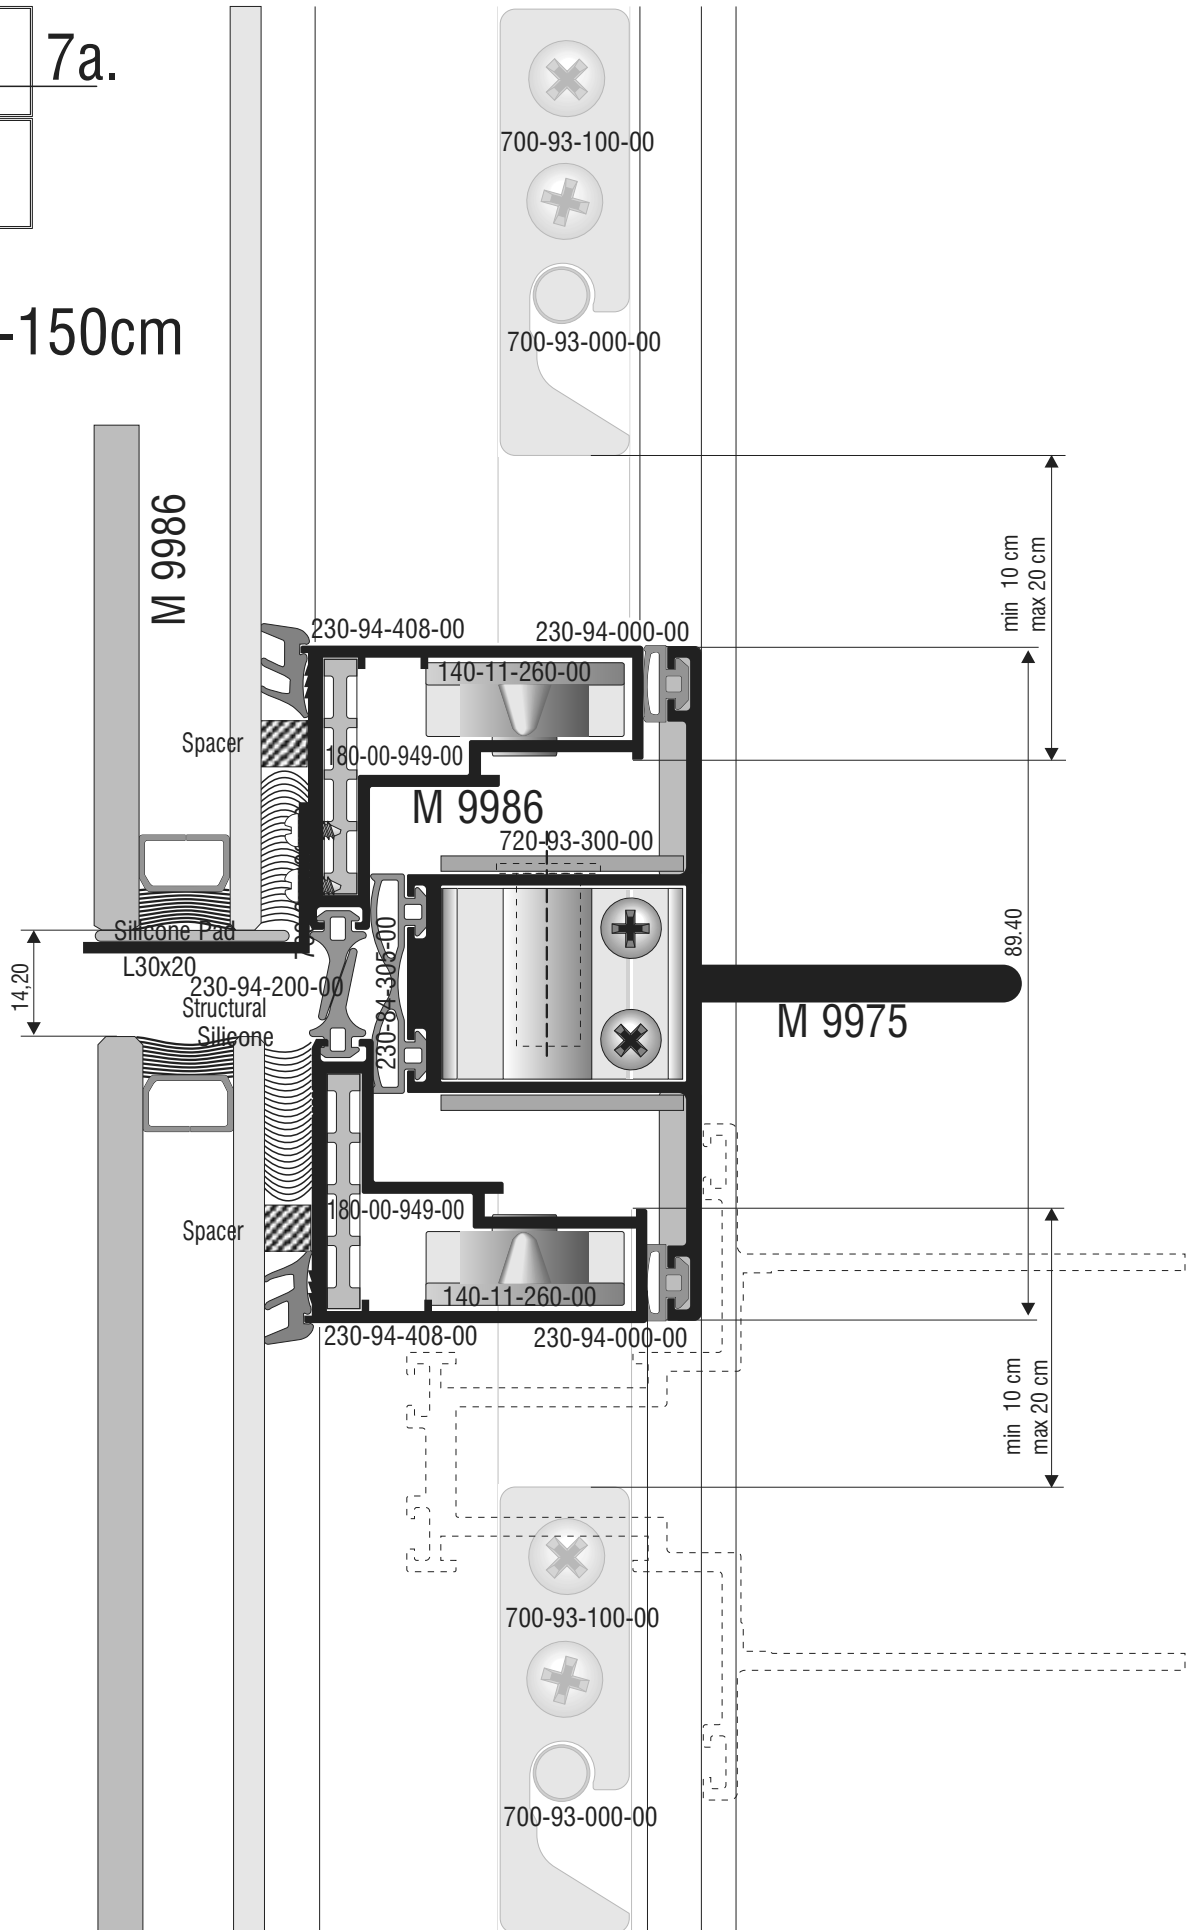 7a.
700-93-100-00
-150cm
700-93-000-00
M 9986
min 10 cm
max 20 cm
230-94-408-00
230-94-000-00
140-11-260-00
Spacer
180-00-949-00
M 9986
720-93-300-00
Silicone Pad
L30x20
230-94-200-00
14,20
Structural
Silicone
230-84-305-00
89.40
M 9975
180-00-949-00
Spacer
140-11-260-00
230-94-408-00
230-94-000-00
min 10 cm
max 20 cm
700-93-100-00
700-93-000-00